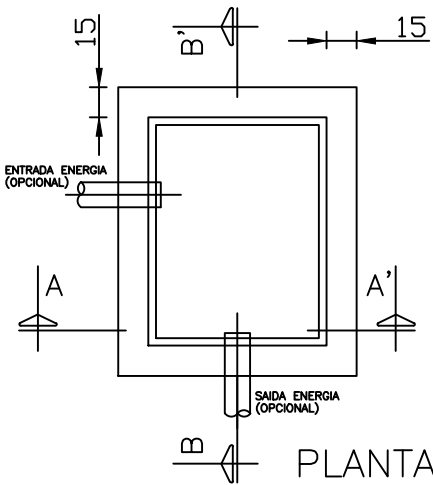 15
B'
15
ENTRADA ENERGIA
(OPCIONAL)
A
A'
SAIDA ENERGIA
(OPCIONAL)
B
PLANTA